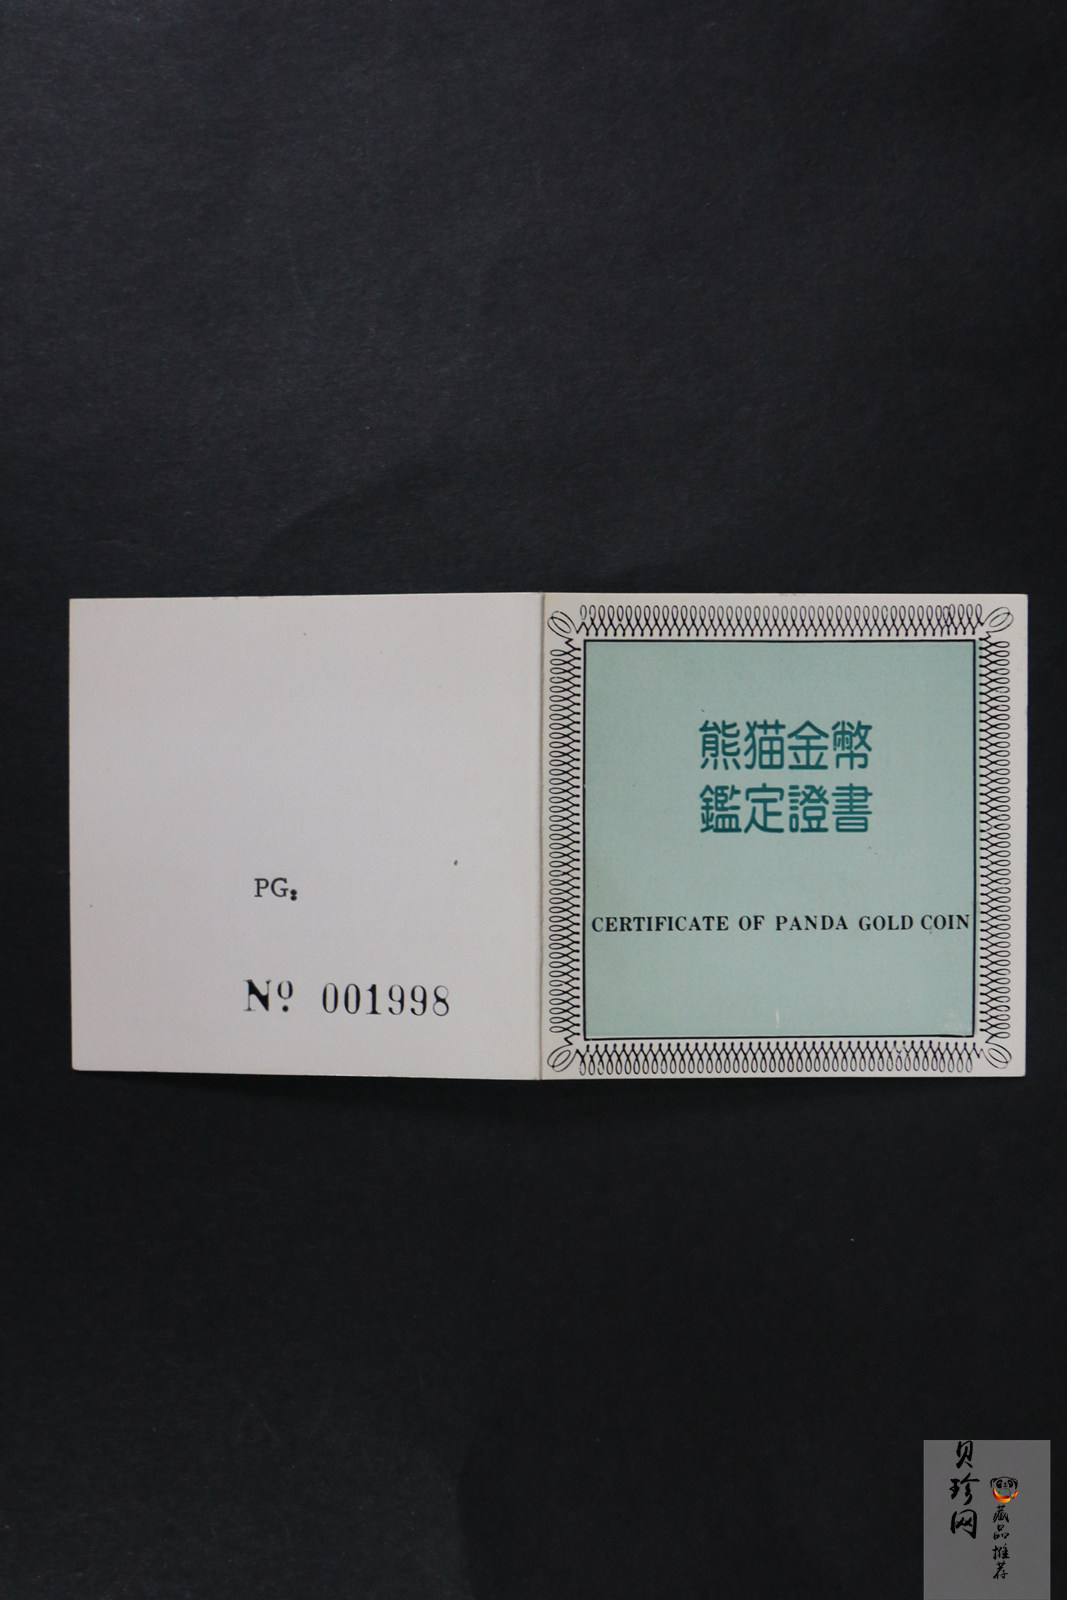 PG:
Nº 001998
熊猫金幣
鑑定證書
CERTIFICATE OF PANDA GOLD COIN
贝珍网
藏品推荐